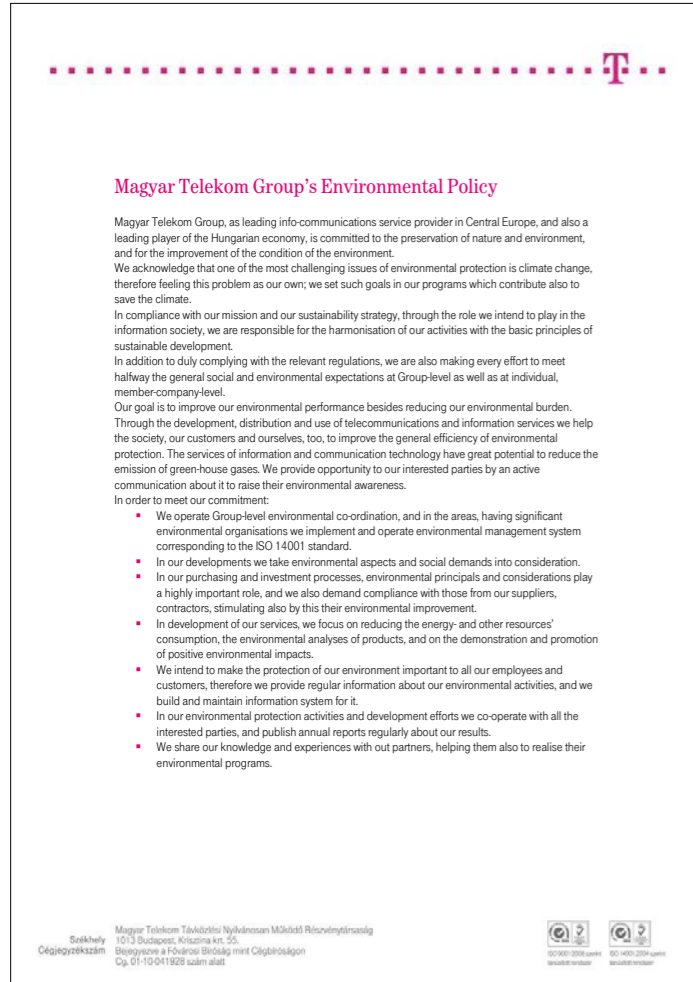 T
Magyar Telekom Group's Environmental Policy
Magyar Telekom Group, as leading info-communications service provider in Central Europe, and also a
leading player of the Hungarian economy, is committed to the preservation of nature and environment,
and for the improvement of the condition of the environment.
We acknowledge that one of the most challenging issues of environmental protection is climate change,
therefore feeling this problem as our own; we set such goals in our programs which contribute also to
save the climate.
In compliance with our mission and our sustainability strategy, through the role we intend to play in the
information society, we are responsible for the harmonisation of our activities with the basic principles of
sustainable development.
In addition to duly complying with the relevant regulations, we are also making every effort to meet
halfway the general social and environmental expectations at Group-level as well as at individual,
member-company-level.
Our goal is to improve our environmental performance besides reducing our environmental burden.
Through the development, distribution and use of telecommunications and information services we help
the society, our customers and ourselves, too, to improve the general efficiency of environmental
protection. The services of information and communication technology have great potential to reduce the
emission of green-house gases. We provide opportunity to our interested parties by an active
communication about it to raise their environmental awareness.
In order to meet our commitment:
We operate Group-level environmental co-ordination, and in the areas, having significant
environmental organisations we implement and operate environmental management system
corresponding to the ISO 14001 standard.
In our developments we take environmental aspects and social demands into consideration.
In our purchasing and investment processes, environmental principals and considerations play
a highly important role, and we also demand compliance with those from our suppliers,
contractors, stimulating also by this their environmental improvement.
In development of our services, we focus on reducing the energy- and other resources'
consumption, the environmental analyses of products, and on the demonstration and promotion
of positive environmental impacts.
We intend to make the protection of our environment important to all our employees and
customers, therefore we provide regular information about our environmental activities, and we
build and maintain information system for it.
In our environmental protection activities and development efforts we co-operate with all the
interested parties, and publish annual reports regularly about our results.
We share our knowledge and experiences with out partners, helping them also to realise their
environmental programs.
Magyar Telekom Távközlési Nyilvánosan Működő Részvénytársaság
Székhely 1013 Budapest, Krisztina krt. 55.
Cégjegyzékszám Bejegyezve a Fővárosi Bíróság mint Cégbíróságon
Cg. 01-10-041928 szám alatt